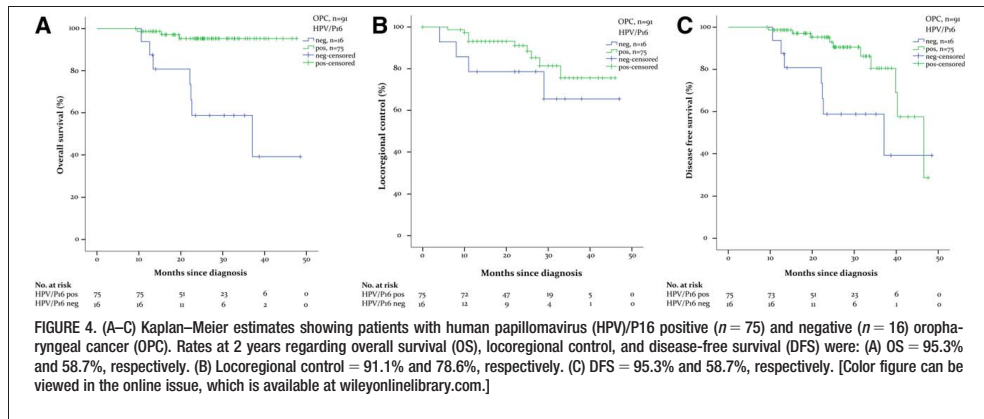 A
OPC, n=91
HPV/P16
neg, n=16
pos, n=75
neg-censored
pos-censored
Overall survival (%)
100
80
60
40
20
0
0 10 20 30 40 50
Months since diagnosis
No. at risk
HPV/P16 pos 75 75 51 23 6 0
HPV/P16 neg 16 16 11 6 2 0
B
OPC, n=91
HPV/P16
neg, n=16
pos, n=75
neg-censored
pos-censored
Locoregional control (%)
100
80
60
40
20
0
0 10 20 30 40 50
Months since diagnosis
No. at risk
HPV/P16 pos 75 72 47 19 5 0
HPV/P16 neg 16 12 9 4 1 0
C
OPC, n=91
HPV/P16
neg, n=16
pos, n=75
neg-censored
pos-censored
Disease free survival (%)
100
80
60
40
20
0
0 10 20 30 40 50
Months since diagnosis
No. at risk
HPV/P16 pos 75 73 51 23 6 0
HPV/P16 neg 16 16 11 6 1 0
FIGURE 4. (A–C) Kaplan–Meier estimates showing patients with human papillomavirus (HPV)/P16 positive (n = 75) and negative (n = 16) oropha-
ryngeal cancer (OPC). Rates at 2 years regarding overall survival (OS), locoregional control, and disease-free survival (DFS) were: (A) OS = 95.3%
and 58.7%, respectively. (B) Locoregional control = 91.1% and 78.6%, respectively. (C) DFS = 95.3% and 58.7%, respectively. [Color figure can be
viewed in the online issue, which is available at wileyonlinelibrary.com.]